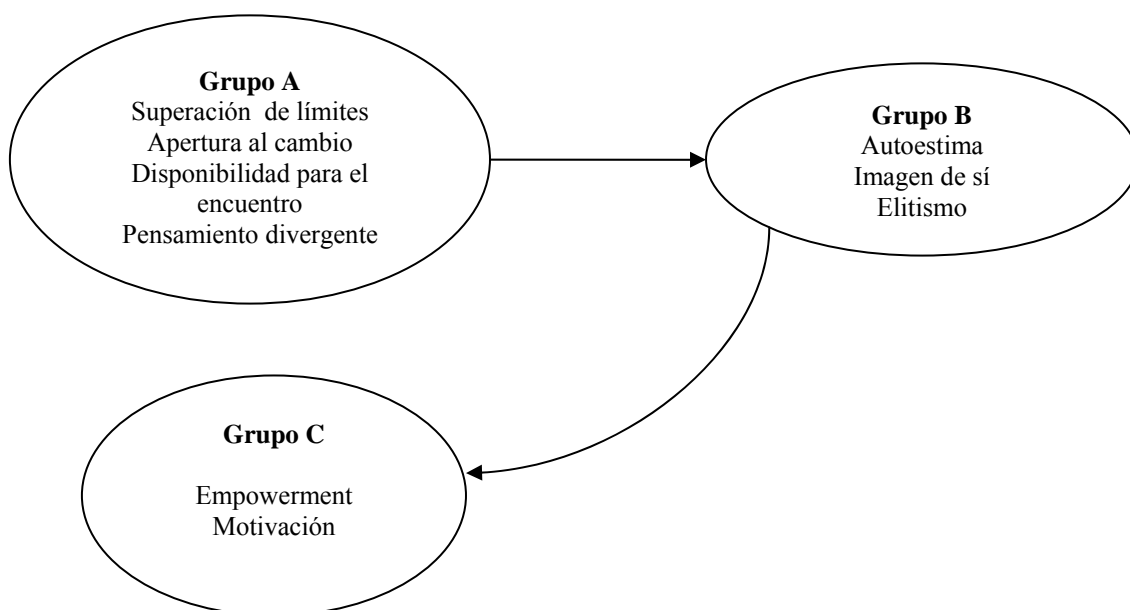 Grupo A
Superación de límites
Apertura al cambio
Disponibilidad para el
encuentro
Pensamiento divergente
Grupo B
Autoestima
Imagen de sí
Elitismo
Grupo C
Empowerment
Motivación